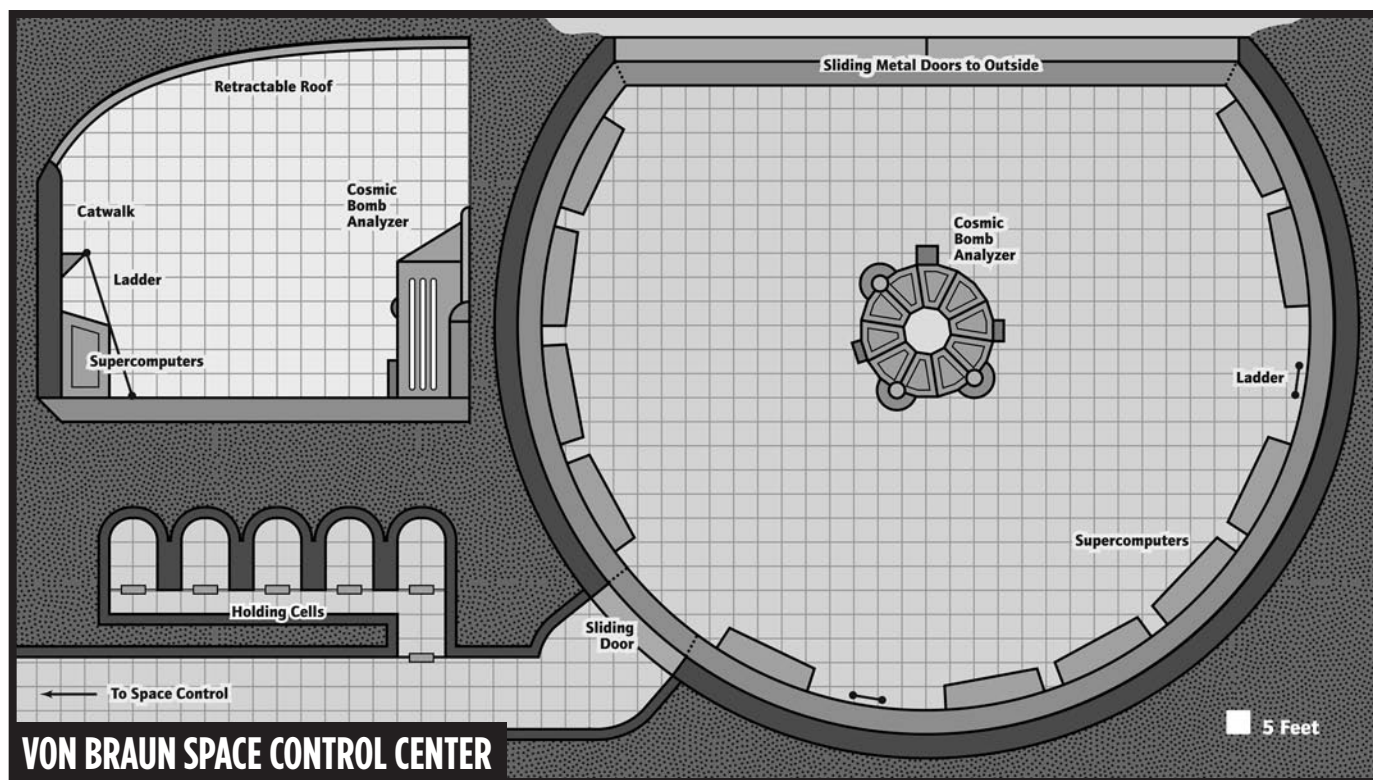 Retractable Roof
Catwalk
Cosmic
Bomb
Analyzer
Ladder
Supercomputers
Sliding Metal Doors to Outside
Cosmic
Bomb
Analyzer
Ladder
Supercomputers
Holding Cells
Sliding
Door
To Space Control
5 Feet
VON BRAUN SPACE CONTROL CENTER